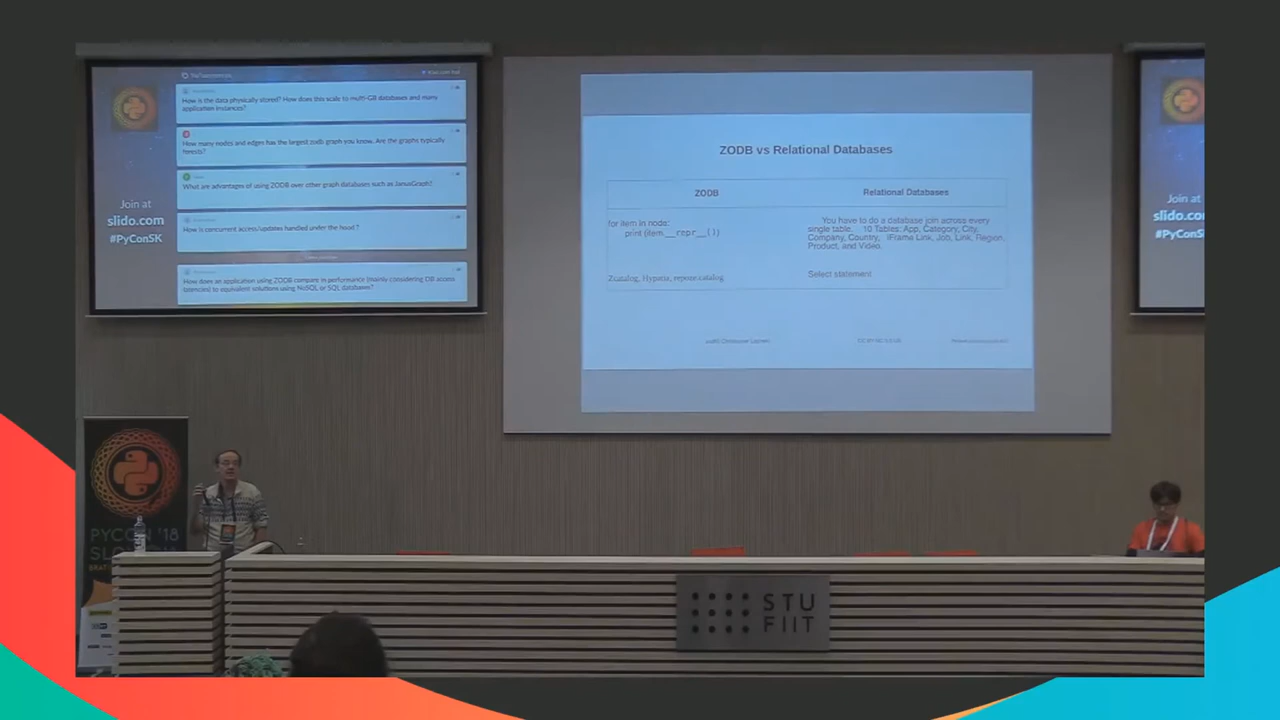 How is the data physically stored? How does this scale to multi-GB databases and many
application instances?
How many nodes and edges has the largest zodb graph you know. Are the graphs typically
forests?
What are advantages of using ZODB over other graph databases such as JanusGraph?
How is concurrent access/updates handled under the hood?
How does an application using ZODB compare in performance (mainly considering DB access
latencies) to equivalent solutions using NoSQL or SQL databases?
Join at
slido.com
#PyConSK
ZODB vs Relational Databases
ZODB
Relational Databases
for item in node:
print (item.__repr__())
You have to do a database join across every
single table. 10 Tables: App, Category, City,
Company, Country, IFrame Link, Job, Link, Region,
Product, and Video.
Zcatalog, Hypatia, repoze.catalog
Select statement
Join at
slido.co
#PyConS
PYCON '18
STU
FIIT